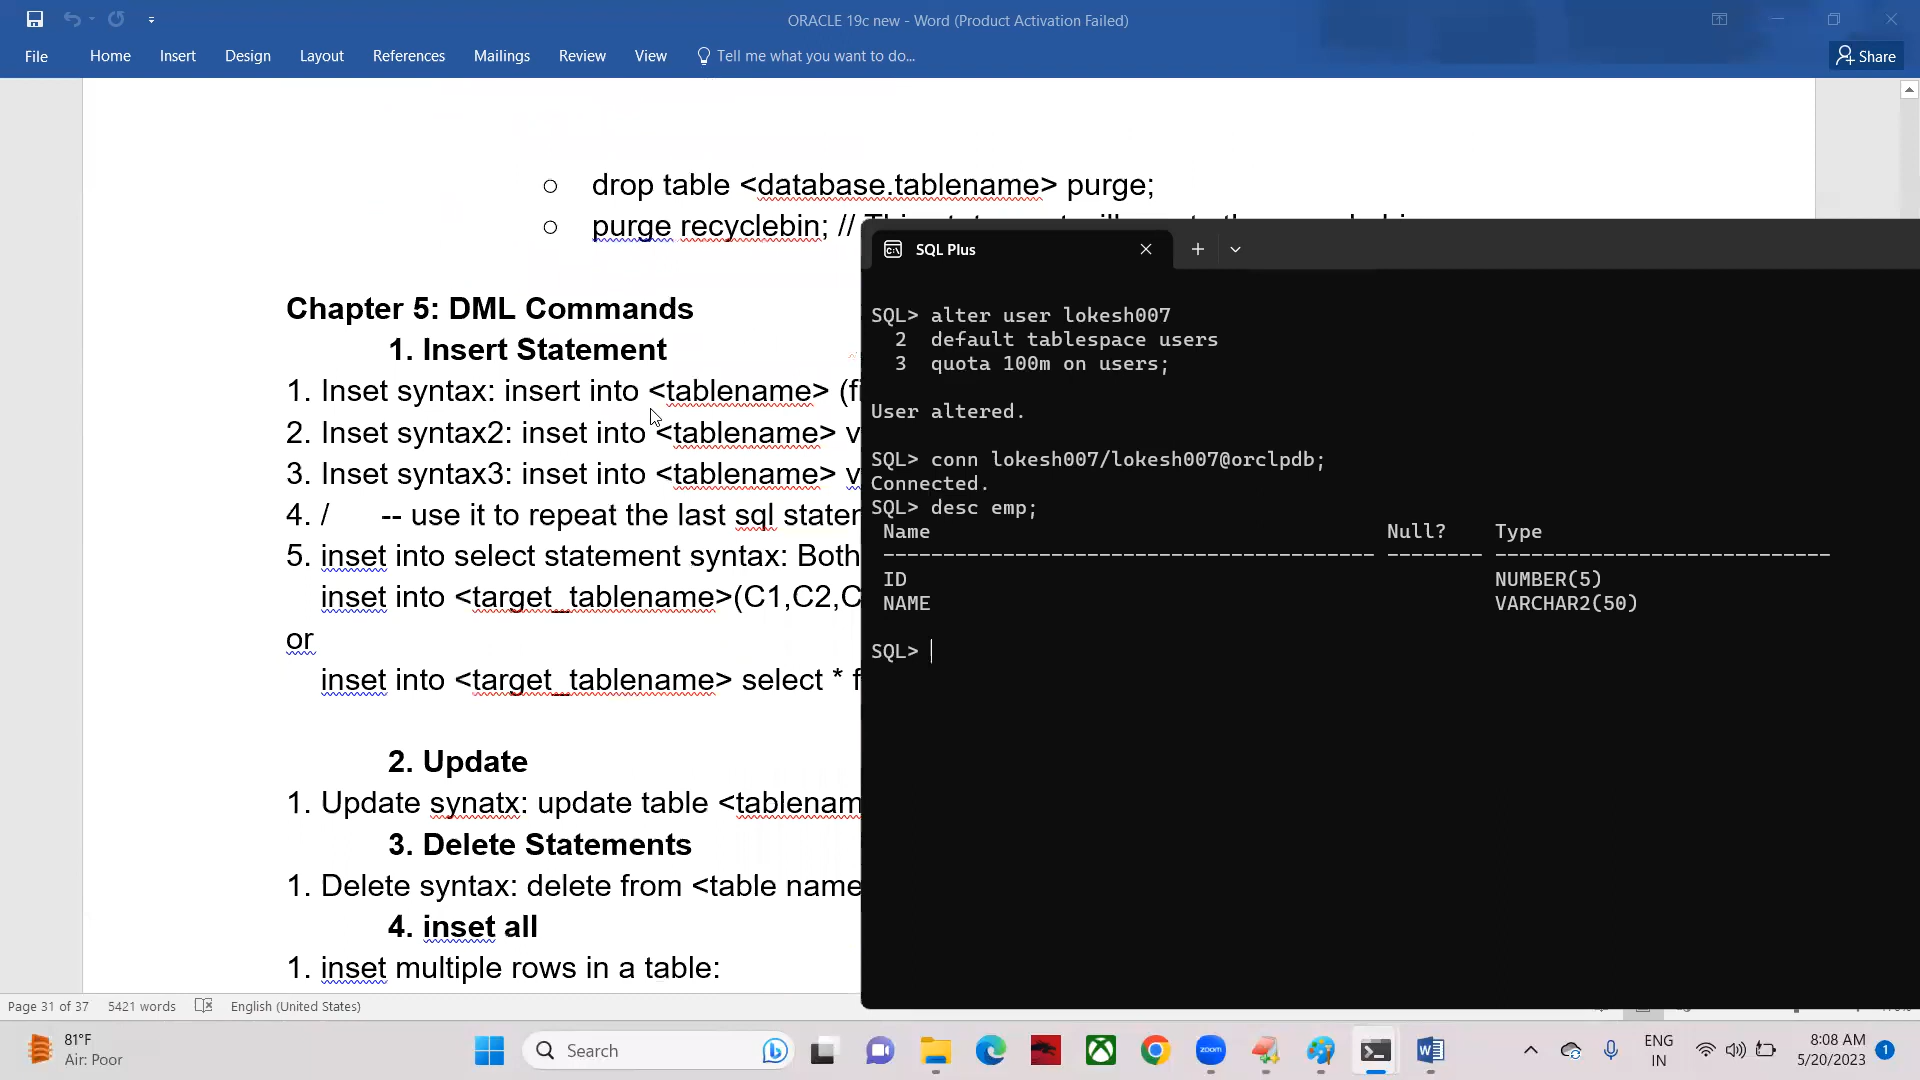 ORACLE 19c new - Word (Product Activation Failed)
File Home Insert Design Layout References Mailings Review View Tell me what you want to do... Share
○ drop table <database.tablename> purge;
○ purge recyclebin; //
Chapter 5: DML Commands
1. Insert Statement
1. Inset syntax: insert into <tablename> (fi
2. Inset syntax2: inset into <tablename> v
3. Inset syntax3: inset into <tablename> v
4. / -- use it to repeat the last sql staten
5. inset into select statement syntax: Both
inset into <target_tablename>(C1,C2,C
or
inset into <target_tablename> select * f
2. Update
1. Update synatx: update table <tablenam
3. Delete Statements
1. Delete syntax: delete from <table name
4. inset all
1. inset multiple rows in a table:
SQL Plus
SQL> alter user lokesh007
2 default tablespace users
3 quota 100m on users;
User altered.
SQL> conn lokesh007/lokesh007@orclpdb;
Connected.
SQL> desc emp;
Name Null? Type
----------------------------------------- -------- ----------------------------
ID NUMBER(5)
NAME VARCHAR2(50)
SQL>
Page 31 of 37 5421 words English (United States)
81°F
Air: Poor
Search
zoom
ENG
IN
8:08 AM
5/20/2023
1